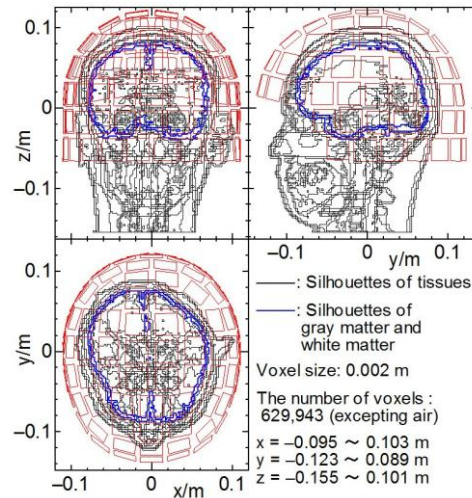 0.1
0
−0.1
z/m
−0.1
0
0.1
y/m
0.1
0
−0.1
y/m
−0.1
0
0.1
x/m
—: Silhouettes of tissues
—: Silhouettes of
gray matter and
white matter
Voxel size: 0.002 m
The number of voxels :
629,943 (excepting air)
x = −0.095 ~ 0.103 m
y = −0.123 ~ 0.089 m
z = −0.155 ~ 0.101 m